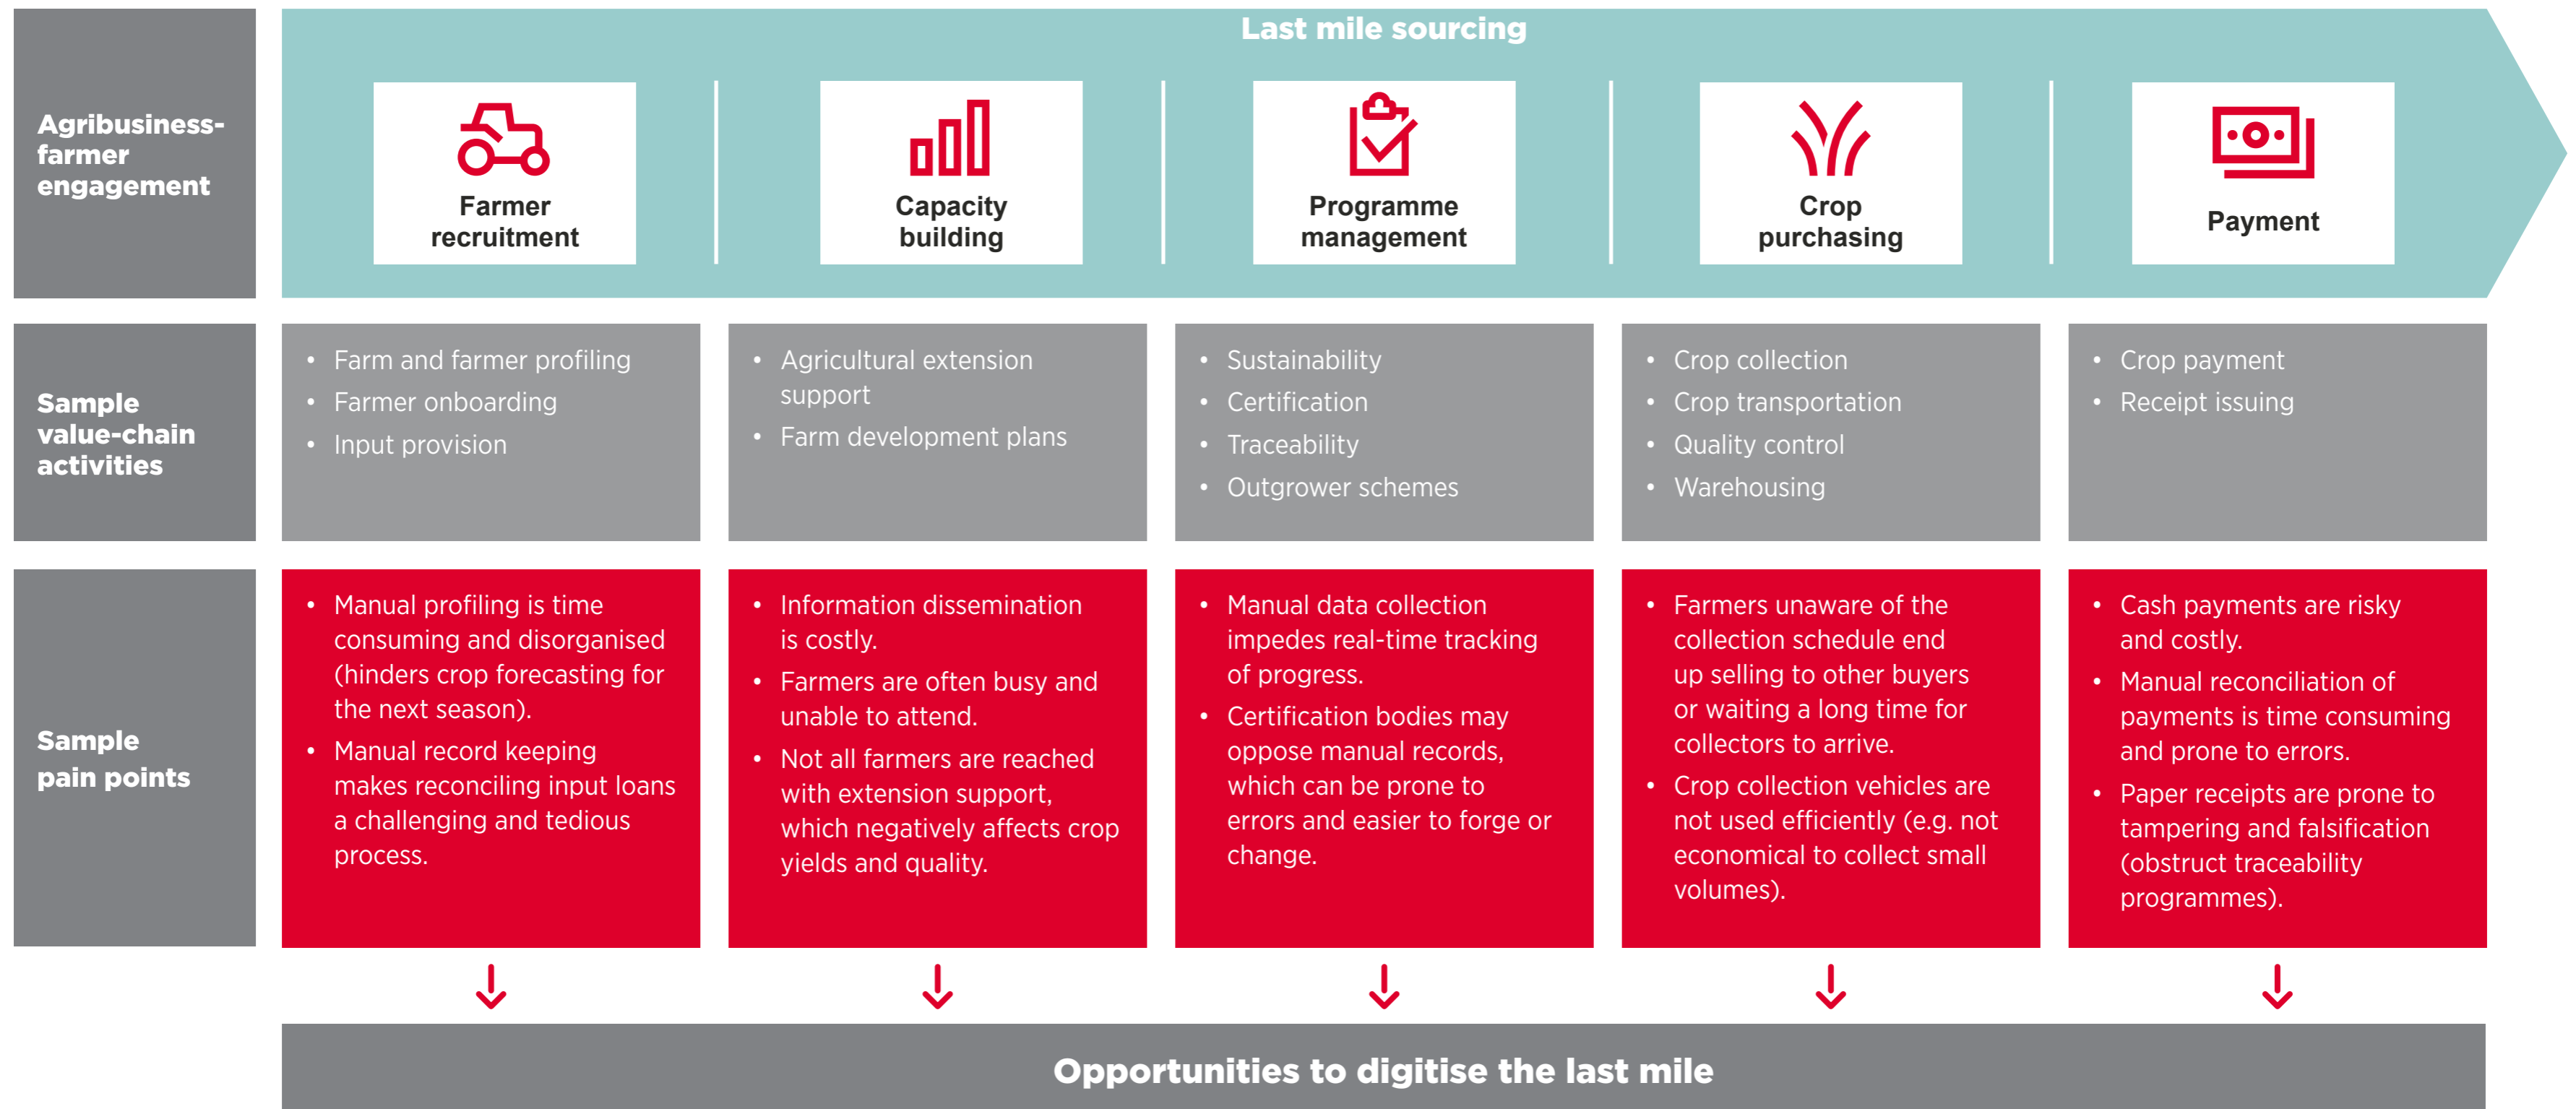 Last mile sourcing
Agribusiness-
farmer
engagement
Farmer
recruitment
Capacity
building
Programme
management
Crop
purchasing
Payment
Sample
value-chain
activities
• Farm and farmer profiling
• Farmer onboarding
• Input provision
• Agricultural extension
support
• Farm development plans
• Sustainability
• Certification
• Traceability
• Outgrower schemes
• Crop collection
• Crop transportation
• Quality control
• Warehousing
• Crop payment
• Receipt issuing
Sample
pain points
• Manual profiling is time
consuming and disorganised
(hinders crop forecasting for
the next season).
• Manual record keeping
makes reconciling input loans
a challenging and tedious
process.
• Information dissemination
is costly.
• Farmers are often busy and
unable to attend.
• Not all farmers are reached
with extension support,
which negatively affects crop
yields and quality.
• Manual data collection
impedes real-time tracking
of progress.
• Certification bodies may
oppose manual records,
which can be prone to
errors and easier to forge or
change.
• Farmers unaware of the
collection schedule end
up selling to other buyers
or waiting a long time for
collectors to arrive.
• Crop collection vehicles are
not used efficiently (e.g. not
economical to collect small
volumes).
• Cash payments are risky
and costly.
• Manual reconciliation of
payments is time consuming
and prone to errors.
• Paper receipts are prone to
tampering and falsification
(obstruct traceability
programmes).
Opportunities to digitise the last mile